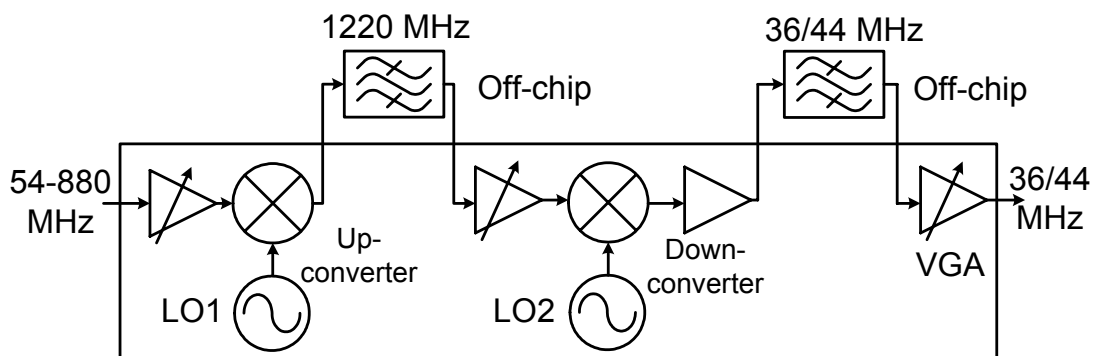 1220 MHz
Off-chip
36/44 MHz
Off-chip
54-880
MHz
Up-
converter
LO1
LO2
Down-
converter
VGA
36/44
MHz